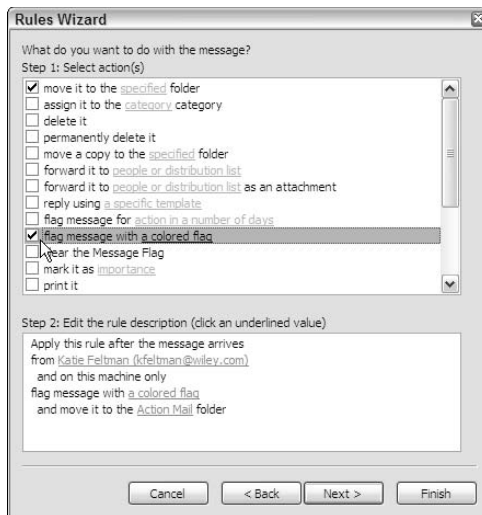 Rules Wizard
What do you want to do with the message?
Step 1: Select action(s)
move it to the specified folder
assign it to the category category
delete it
permanently delete it
move a copy to the specified folder
forward it to people or distribution list
forward it to people or distribution list as an attachment
reply using a specific template
flag message for action in a number of days
flag message with a colored flag
clear the Message Flag
mark it as importance
print it
Step 2: Edit the rule description (click an underlined value)
Apply this rule after the message arrives
from Katie Feltman (kfeltman@wiley.com)
and on this machine only
flag message with a colored flag
and move it to the Action Mail folder
Cancel
< Back
Next >
Finish